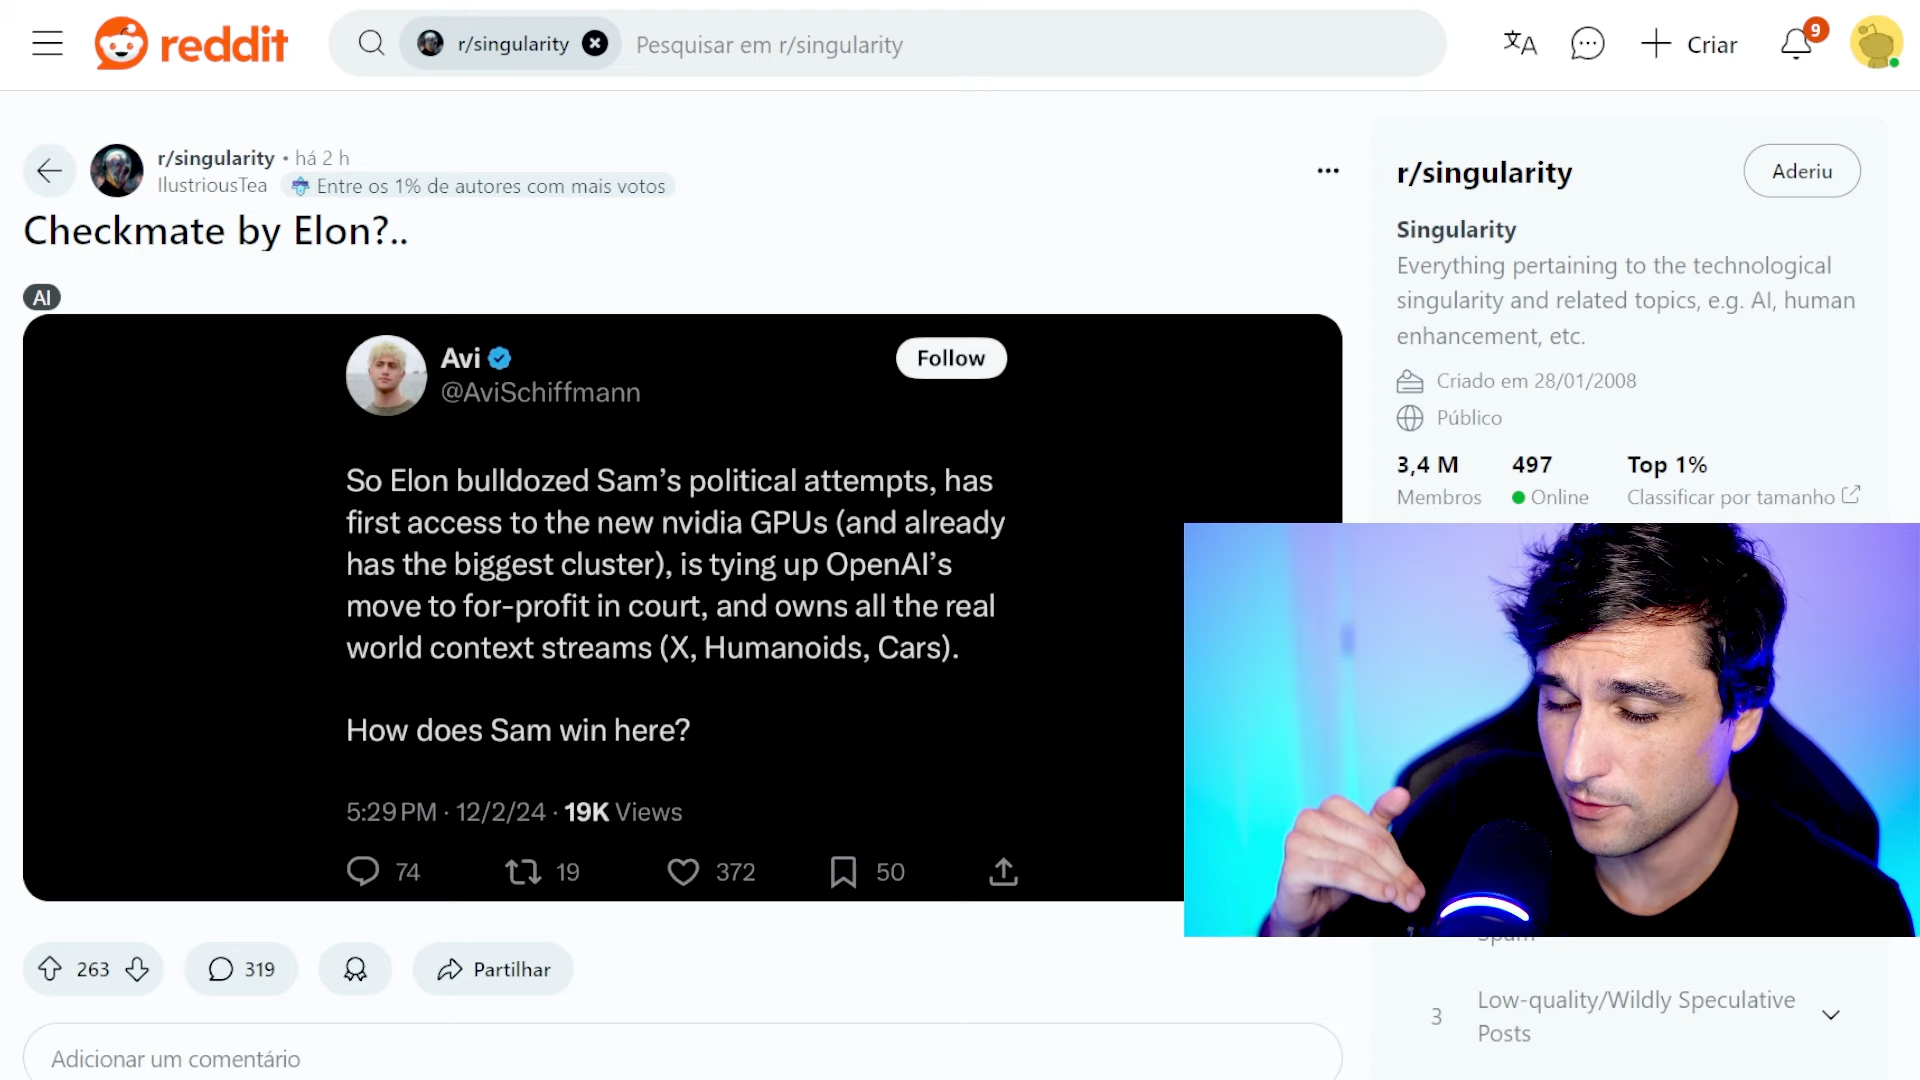 reddit
r/singularity
Pesquisar em r/singularity
Criar
9
r/singularity • há 2 h
IlustriousTea
Entre os 1% de autores com mais votos
Checkmate by Elon?..
AI
Avi
@AviSchiffmann
Follow
So Elon bulldozed Sam’s political attempts, has
first access to the new nvidia GPUs (and already
has the biggest cluster), is tying up OpenAI’s
move to for-profit in court, and owns all the real
world context streams (X, Humanoids, Cars).
How does Sam win here?
5:29 PM · 12/2/24 · 19K Views
74
19
372
50
263
319
Partilhar
Adicionar um comentário
r/singularity
Aderiu
Singularity
Everything pertaining to the technological
singularity and related topics, e.g. AI, human
enhancement, etc.
Criado em 28/01/2008
Público
3,4 M
497
Top 1%
Membros
Online
Classificar por tamanho
Spam
3
Low-quality/Wildly Speculative
Posts